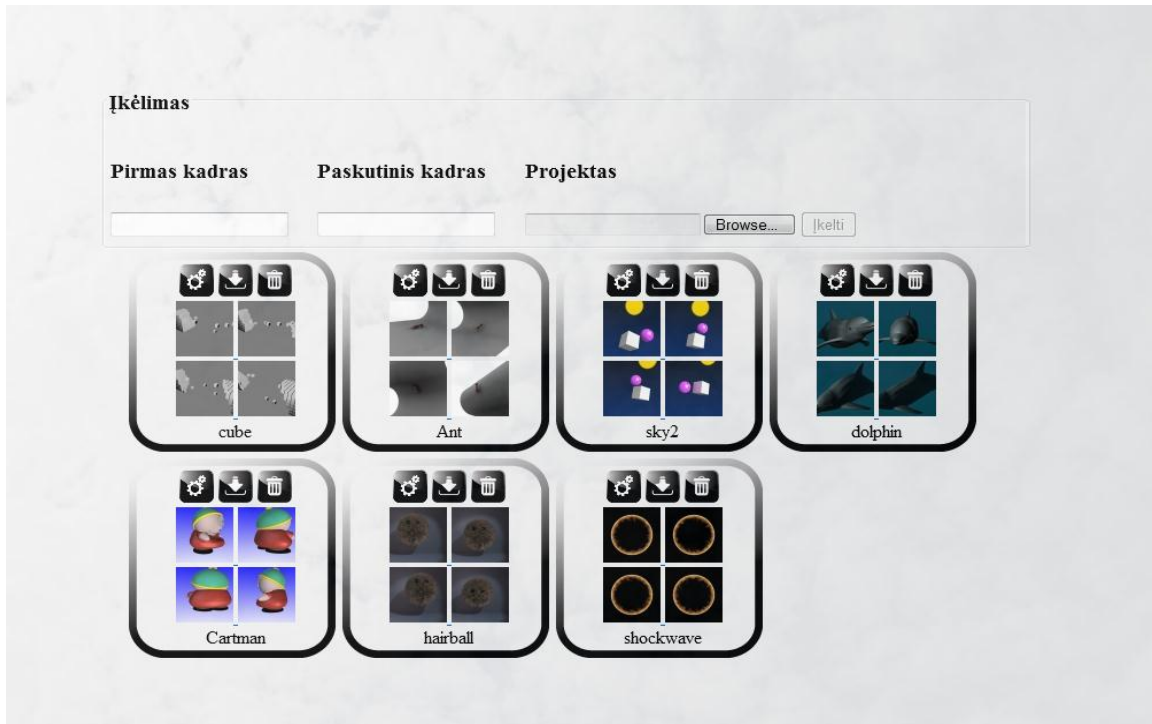 Įkėlimas
Pirmas kadras Paskutinis kadras Projektas
Browse... Įkelti
cube Ant sky2 dolphin
Cartman hairball shockwave